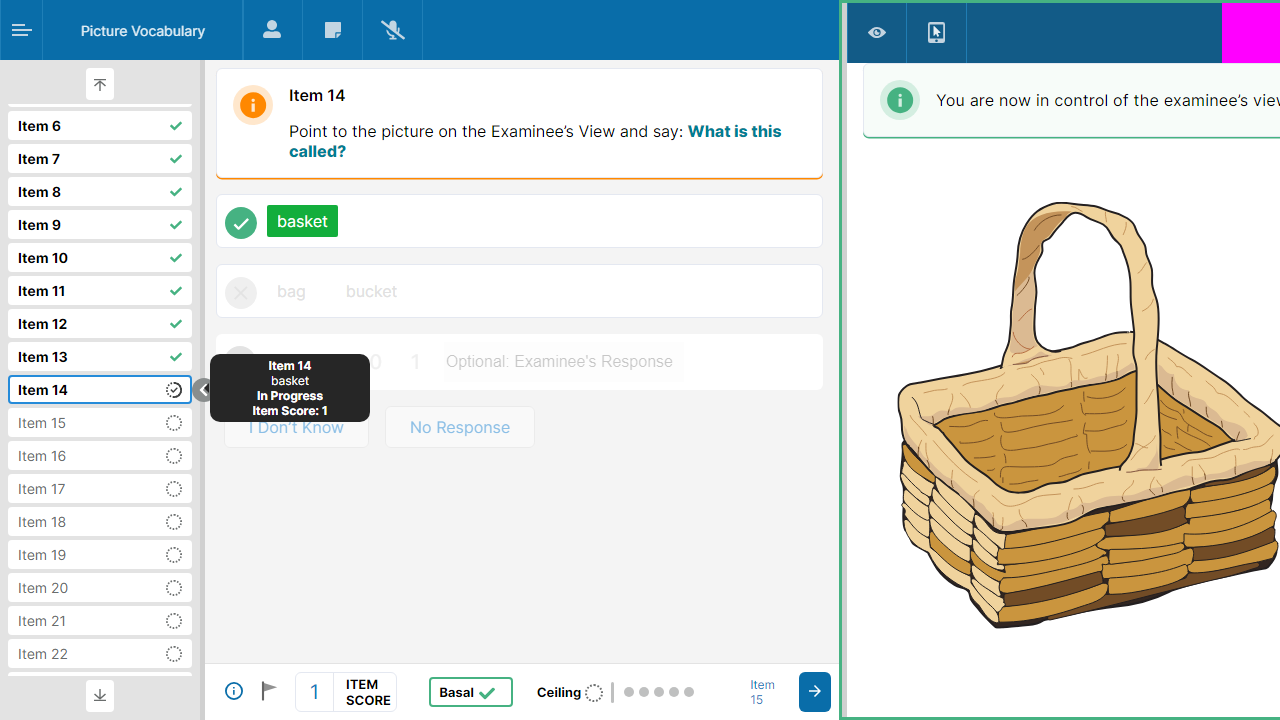 Picture Vocabulary
Item 6
Item 7
Item 8
Item 9
Item 10
Item 11
Item 12
Item 13
Item 14
Item 15
Item 16
Item 17
Item 18
Item 19
Item 20
Item 21
Item 22
Item 14
Point to the picture on the Examinee's View and say: What is this
called?
basket
bag bucket
0 1 Optional: Examinee's Response
Item 14
basket
In Progress
Item Score: 1
I Don't Know No Response
1 ITEM
SCORE
Basal
Ceiling
Item
15
You are now in control of the examinee's